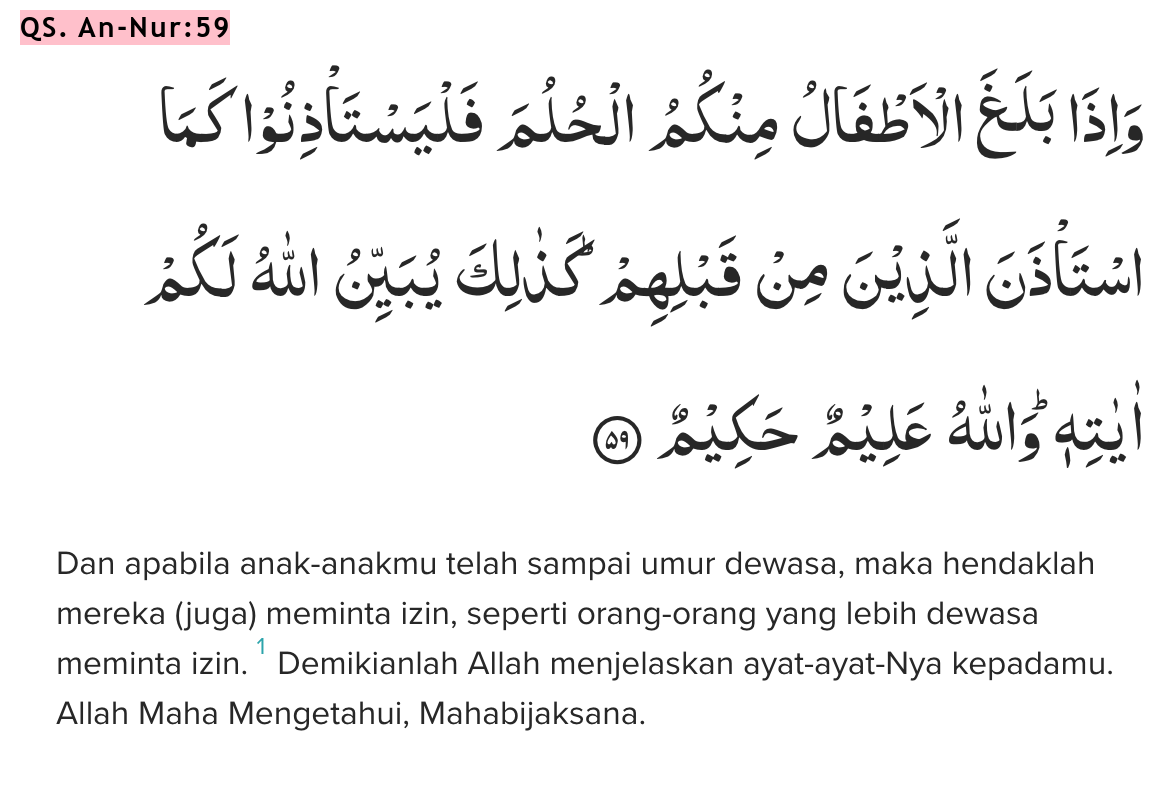 QS. An-Nur:59
وَاِذَا بَلَغَ الْاَطْفَالُ مِنْكُمُ الْحُلُمَ فَلْيَسْتَأْذِنُوْا كَمَا
اسْتَأْذَنَ الَّذِيْنَ مِنْ قَبْلِهِمْ ۗ كَذٰلِكَ يُبَيِّنُ اللّٰهُ لَكُمْ
اٰيٰتِهٖ ۗ وَاللّٰهُ عَلِيْمٌ حَكِيْمٌ ۝٥٩
Dan apabila anak-anakmu telah sampai umur dewasa, maka hendaklah
mereka (juga) meminta izin, seperti orang-orang yang lebih dewasa
meminta izin. 1 Demikianlah Allah menjelaskan ayat-ayat-Nya kepadamu.
Allah Maha Mengetahui, Mahabijaksana.